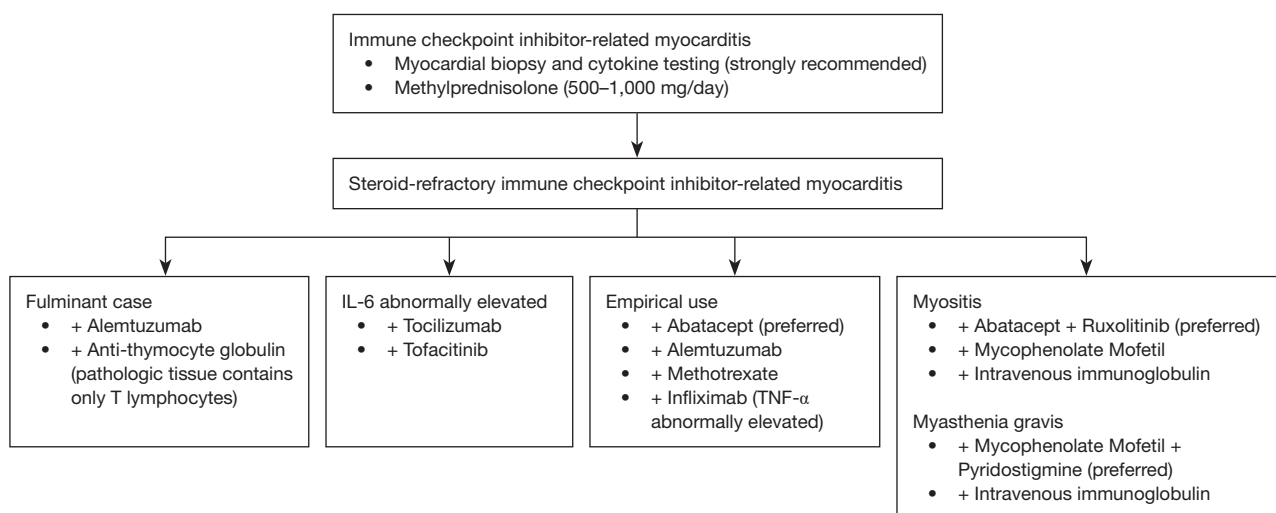 Immune checkpoint inhibitor-related myocarditis
• Myocardial biopsy and cytokine testing (strongly recommended)
• Methylprednisolone (500–1,000 mg/day)
Steroid-refractory immune checkpoint inhibitor-related myocarditis
Fulminant case
• + Alemtuzumab
• + Anti-thymocyte globulin
(pathologic tissue contains
only T lymphocytes)
IL-6 abnormally elevated
• + Tocilizumab
• + Tofacitinib
Empirical use
• + Abatacept (preferred)
• + Alemtuzumab
• + Methotrexate
• + Infliximab (TNF-α
abnormally elevated)
Myositis
• + Abatacept + Ruxolitinib (preferred)
• + Mycophenolate Mofetil
• + Intravenous immunoglobulin
Myasthenia gravis
• + Mycophenolate Mofetil +
Pyridostigmine (preferred)
• + Intravenous immunoglobulin